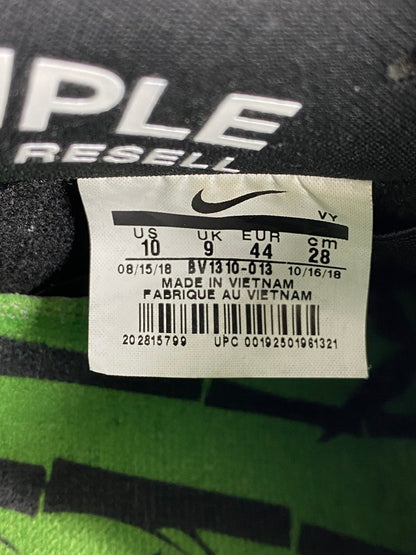 PLE
RESELL
VY
US UK EUR cm
10 9 44 28
08/15/18 BV1310-013 10/16/18
MADE IN VIETNAM
FABRIQUE AU VIETNAM
202815799 UPC 00192501961321